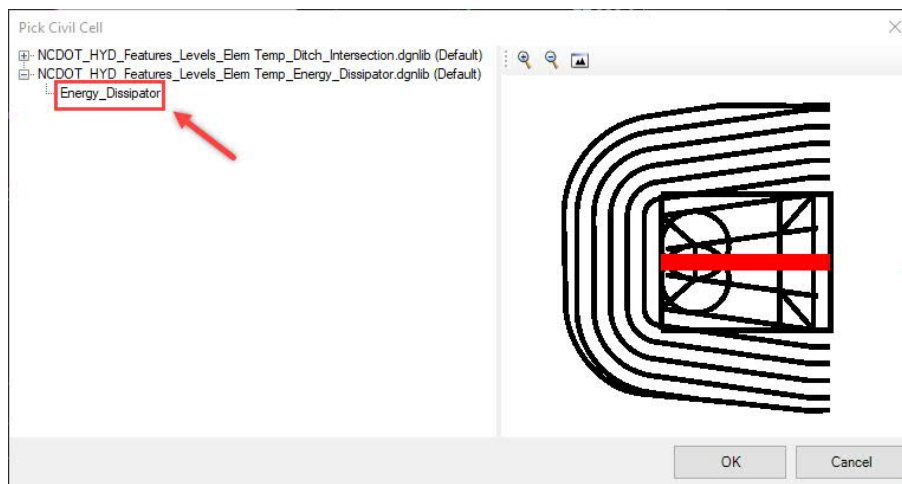 Pick Civil Cell
NCDOT_HYD_Features_Levels_Elem Temp_Ditch_Intersection.dgnlib (Default)
NCDOT_HYD_Features_Levels_Elem Temp_Energy_Dissipator.dgnlib (Default)
Energy_Dissipator
OK
Cancel